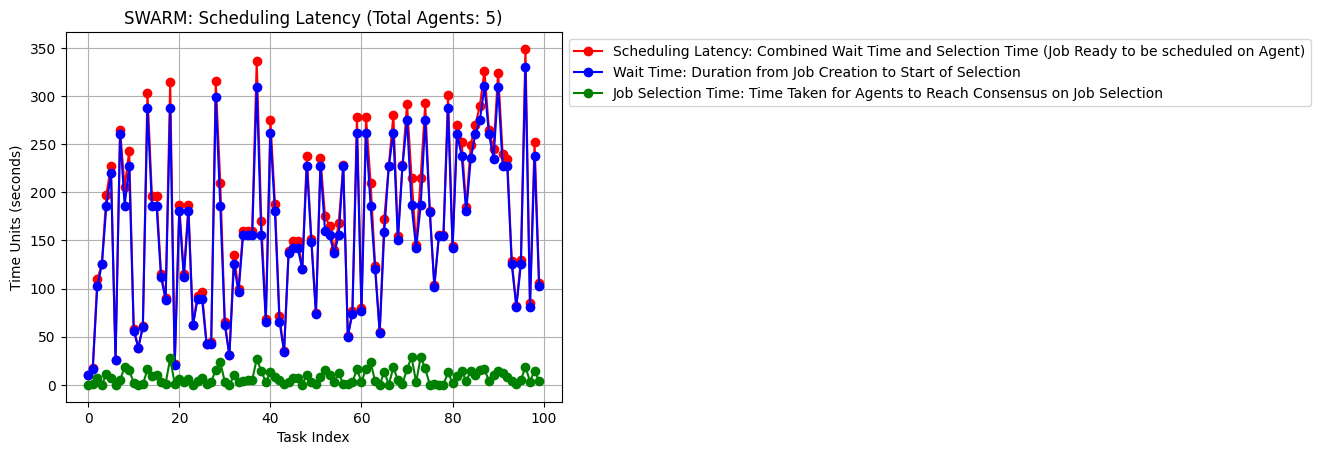 SWARM: Scheduling Latency (Total Agents: 5)
Scheduling Latency: Combined Wait Time and Selection Time (Job Ready to be scheduled on Agent)
Wait Time: Duration from Job Creation to Start of Selection
Job Selection Time: Time Taken for Agents to Reach Consensus on Job Selection
Time Units (seconds)
350
300
250
200
150
100
50
0
0 20 40 60 80 100
Task Index